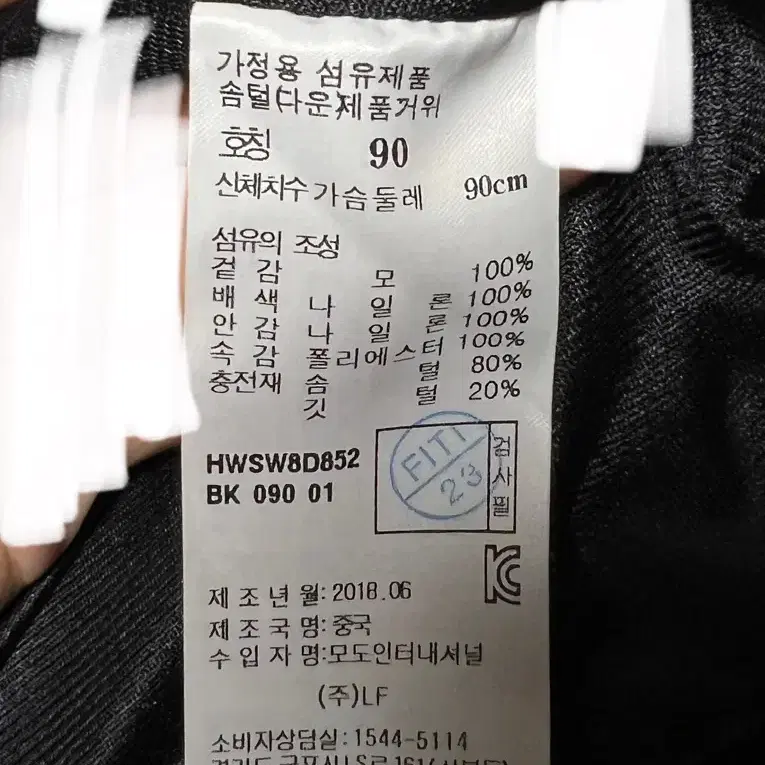 가정용 섬유제품
솜털(다운)제품거위
호칭 90
신체치수 가슴둘레 90cm
섬유의 조성
겉감 모 100%
배색 나일론 100%
안감 나일론 100%
속감 폴리에스터 100%
충전재 솜털 80%
깃털 20%
HWSW8D852
BK 090 01
FITI
23
검사필
제조년월: 2018.06
제조국명: 중국
수입자명:모도인터내셔널
(주)LF
소비자상담실: 1544-5114